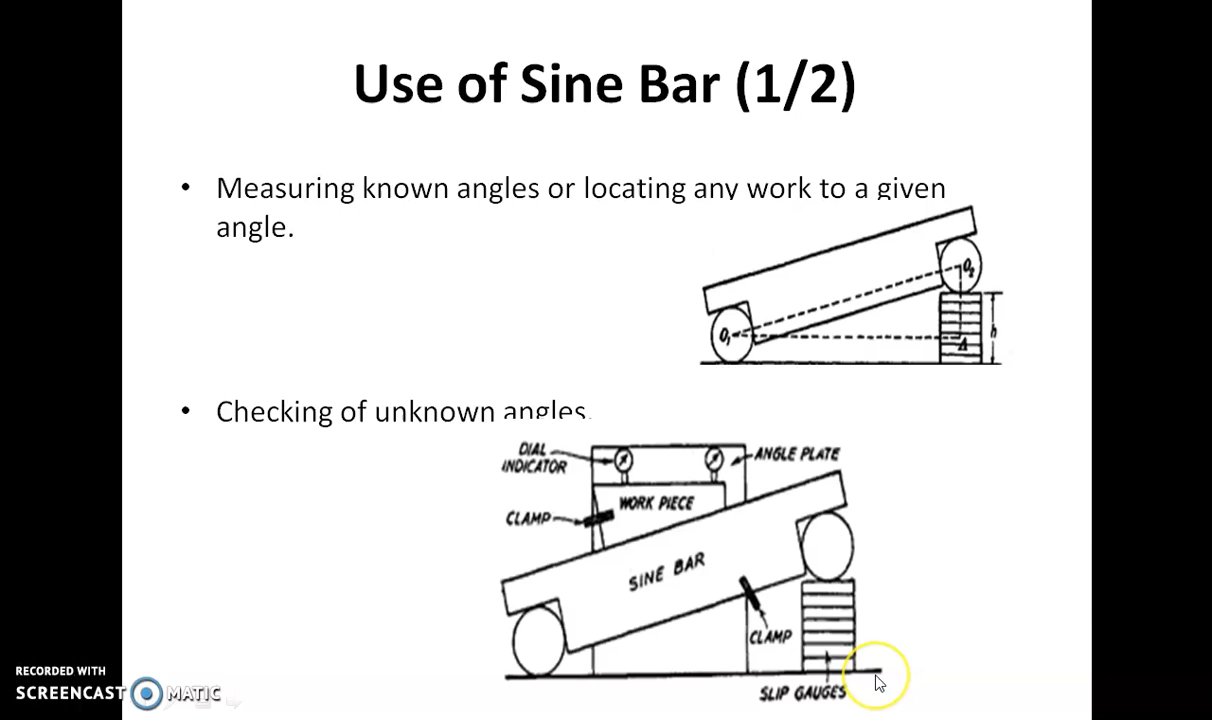 Use of Sine Bar (1/2)
• Measuring known angles or locating any work to a given
angle.
O₂
O₁
h
A
• Checking of unknown angles.
DIAL
INDICATOR
ANGLE PLATE
WORK PIECE
CLAMP
SINE BAR
CLAMP
SLIP GAUGES
RECORDED WITH
SCREENCAST MATIC